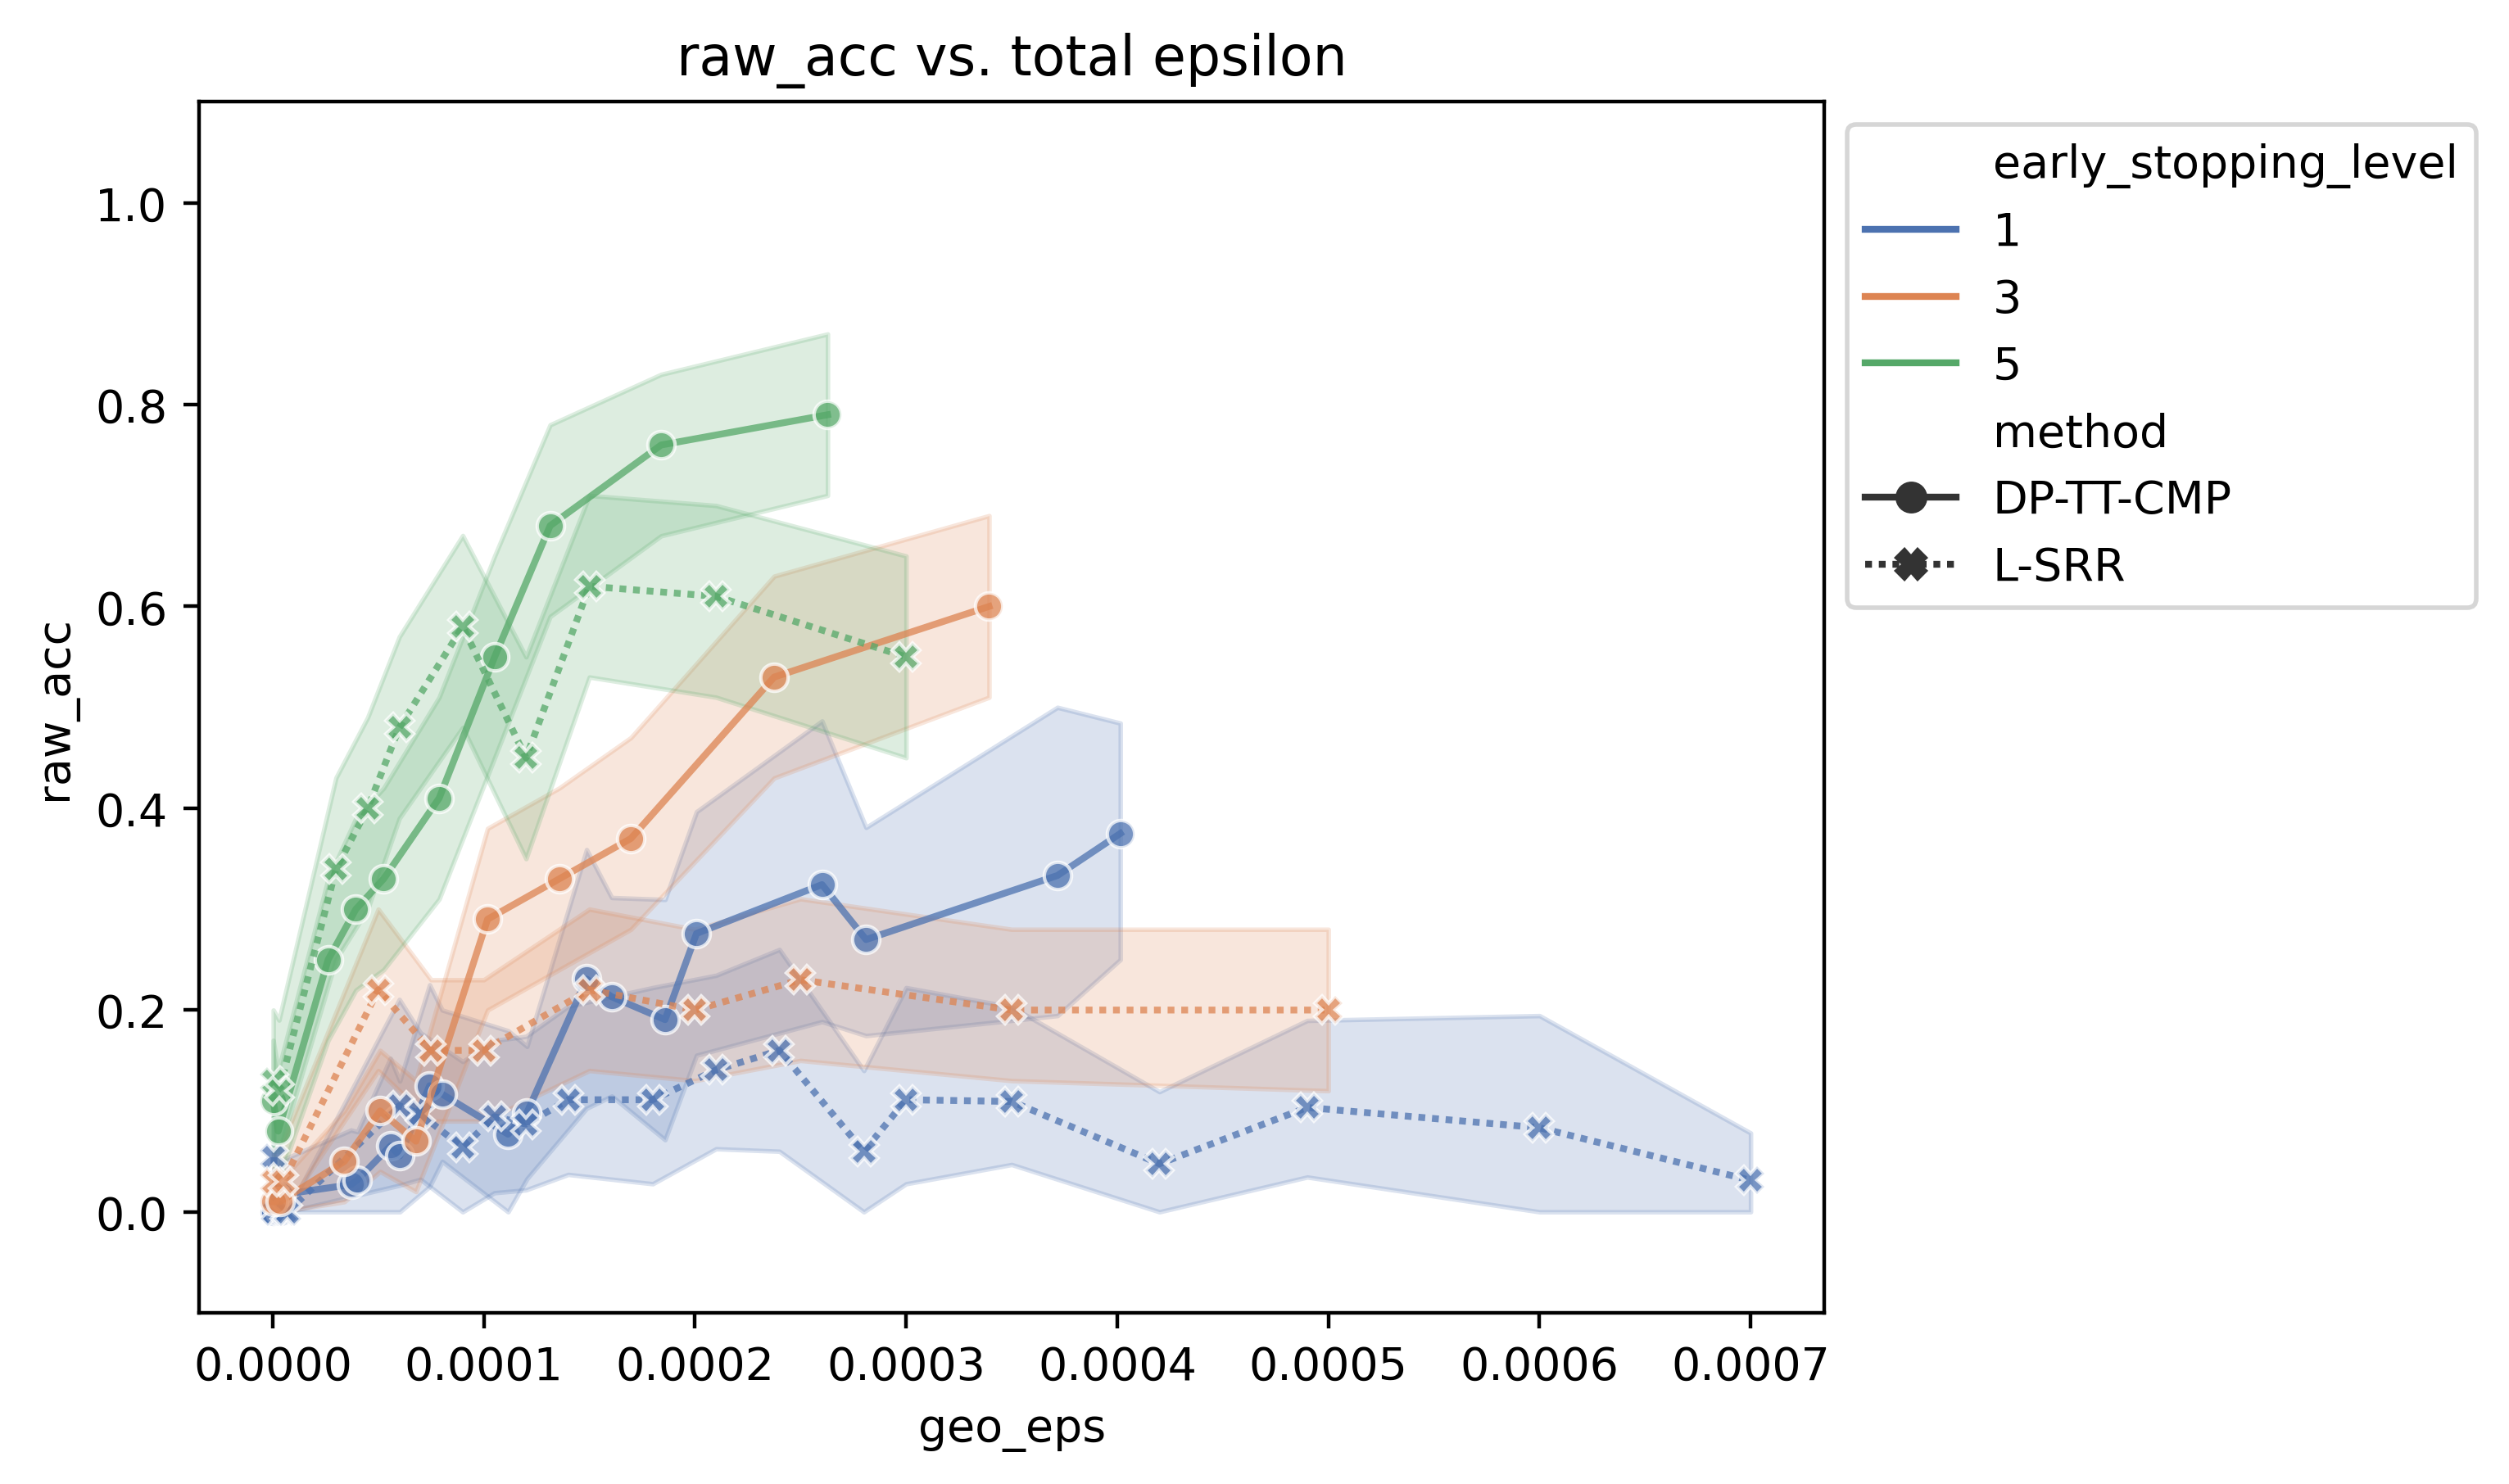 raw_acc vs. total epsilon
1.0
0.8
0.6
0.4
0.2
0.0
raw_acc
0.0000 0.0001 0.0002 0.0003 0.0004 0.0005 0.0006 0.0007
geo_eps
early_stopping_level
1
3
5
method
DP-TT-CMP
L-SRR